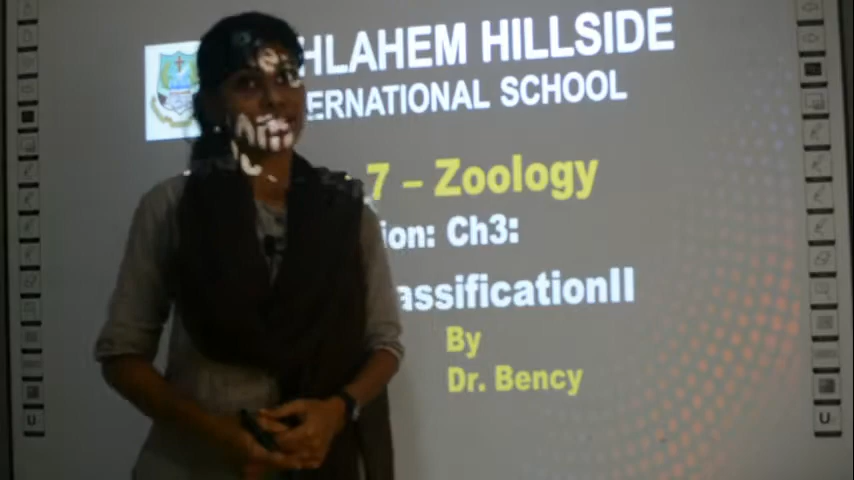 HLAHEM HILLSIDE
ERNATIONAL SCHOOL
7 – Zoology
ion: Ch3:
assificationII
By
Dr. Bency